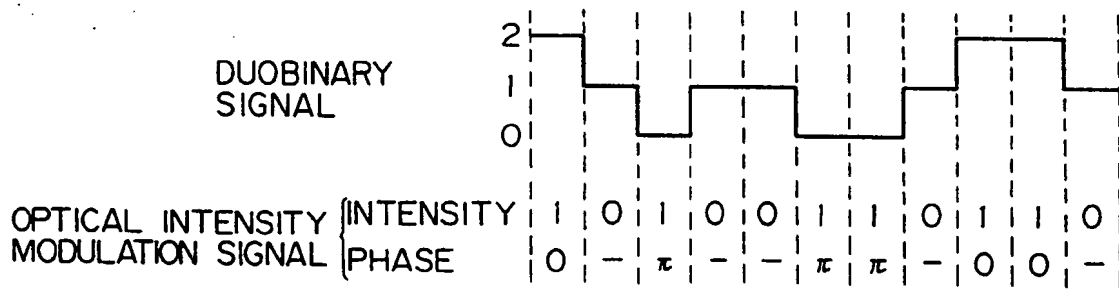 2
DUOBINARY
SIGNAL
1
0
OPTICAL INTENSITY
MODULATION SIGNAL
INTENSITY 1 0 1 0 0 1 1 0 1 1 0
PHASE 0 – π – – π π – 0 0 –